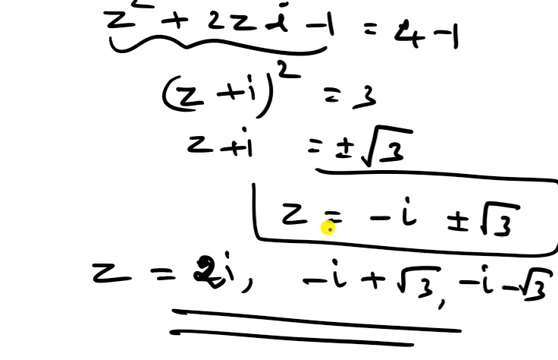 z² + 2zi - 1 = 4 - 1
(z + i)² = 3
z + i = ±√3
z = -i ±√3
z = 2i, -i + √3, -i - √3